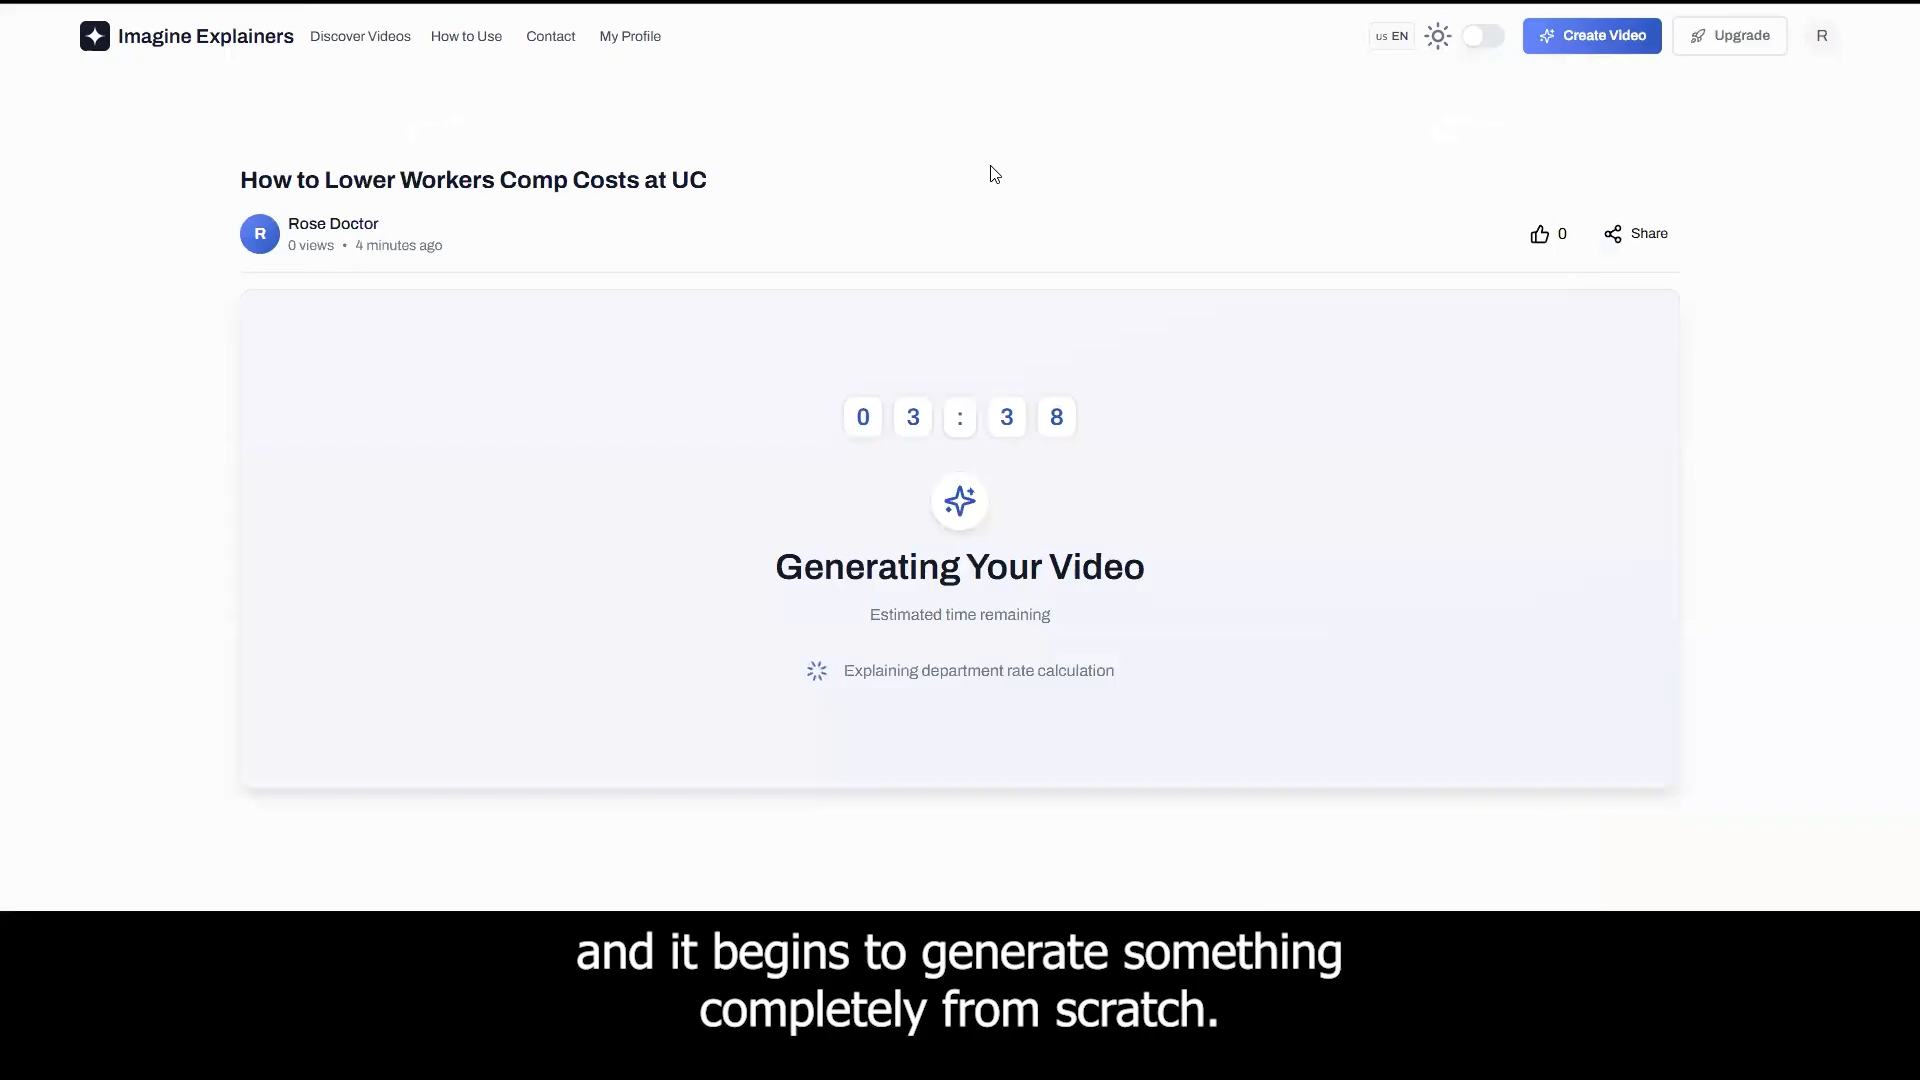 Imagine Explainers Discover Videos How to Use Contact My Profile us EN Create Video Upgrade R
How to Lower Workers Comp Costs at UC
R Rose Doctor
0 views • 4 minutes ago
0 Share
0 3 : 3 8
Generating Your Video
Estimated time remaining
Explaining department rate calculation
and it begins to generate something
completely from scratch.